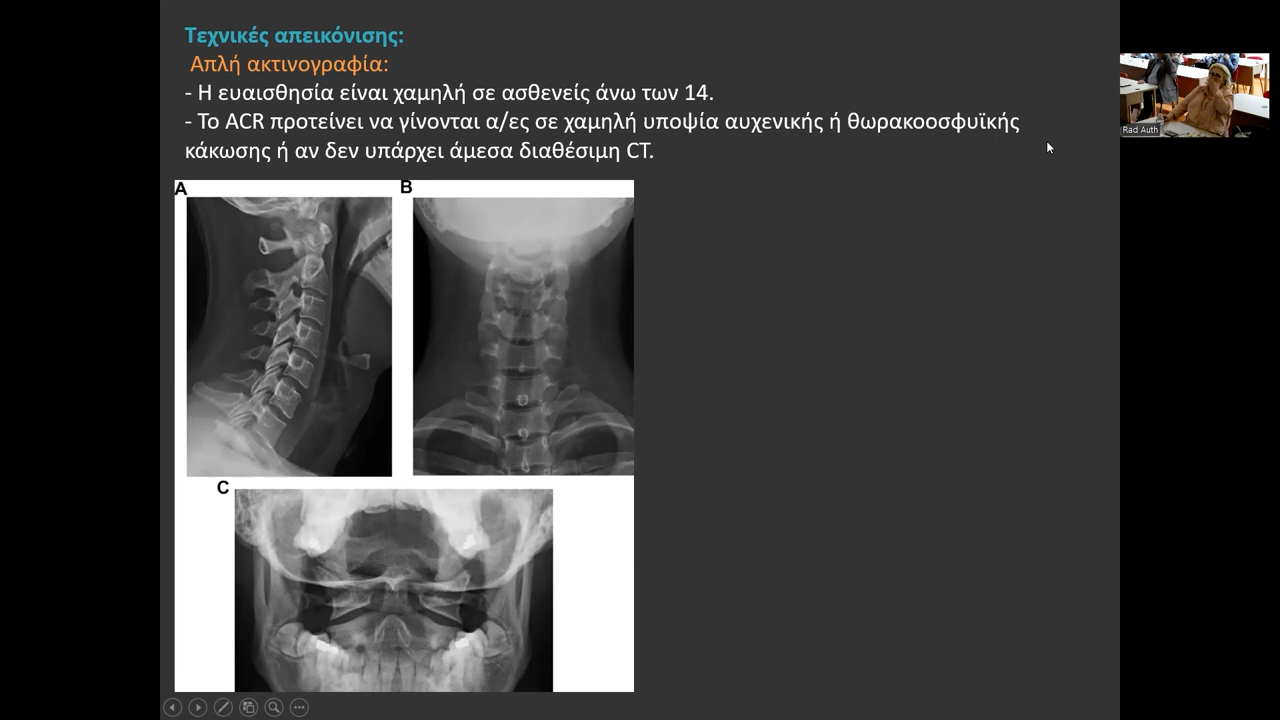 Τεχνικές απεικόνισης:
Απλή ακτινογραφία:
- Η ευαισθησία είναι χαμηλή σε ασθενείς άνω των 14.
- Το ACR προτείνει να γίνονται α/ες σε χαμηλή υποψία αυχενικής ή θωρακοοσφυϊκής
κάκωσης ή αν δεν υπάρχει άμεσα διαθέσιμη CT.
A
B
C
Rad Auth